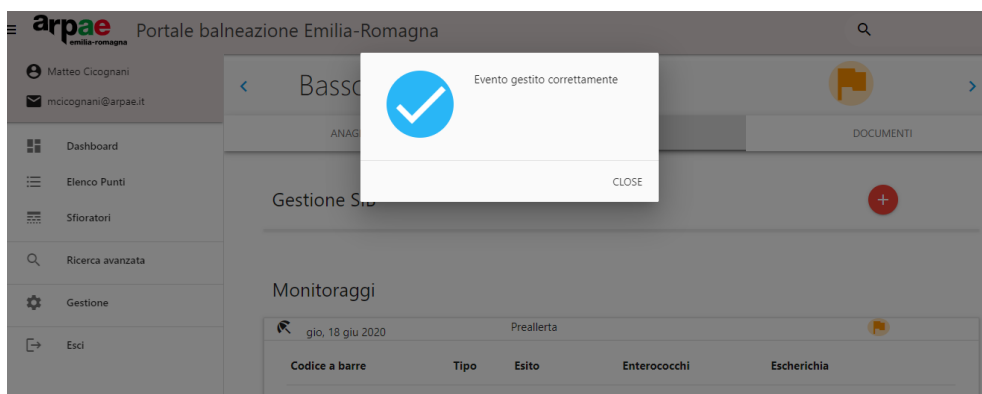 arpae
emilia-romagna
Portale balneazione Emilia-Romagna
Matteo Cicognani
mcicognani@arpae.it
Dashboard
Elenco Punti
Sfioratori
Ricerca avanzata
Gestione
Esci
Evento gestito correttamente
CLOSE
DOCUMENTI
Gestione
Monitoraggi
gio, 18 giu 2020
Preallerta
Codice a barre Tipo Esito Enterococchi Escherichia